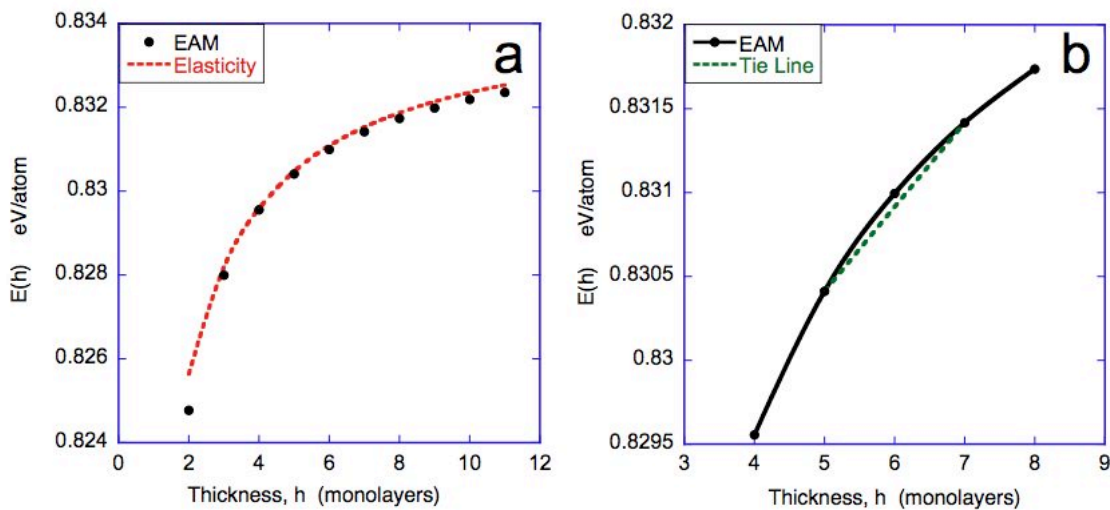 a
EAM
Elasticity
0.834
0.832
0.83
0.828
0.826
0.824
E(h) eV/atom
0 2 4 6 8 10 12
Thickness, h (monolayers)
b
EAM
Tie Line
0.832
0.8315
0.831
0.8305
0.83
0.8295
E(h) eV/atom
3 4 5 6 7 8 9
Thickness, h (monolayers)